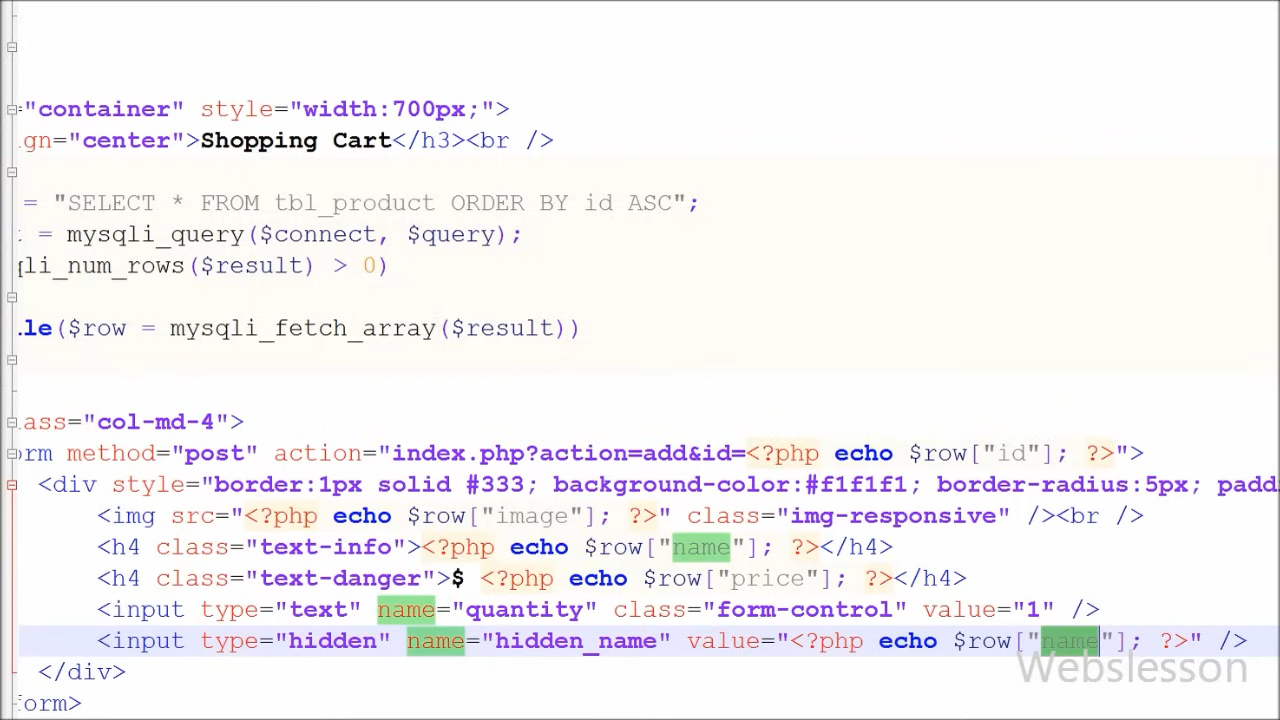 ="container" style="width:700px;">
gn="center">Shopping Cart</h3><br />
= "SELECT * FROM tbl_product ORDER BY id ASC";
= mysqli_query($connect, $query);
qli_num_rows($result) > 0)
le($row = mysqli_fetch_array($result))
ass="col-md-4">
orm method="post" action="index.php?action=add&id=<?php echo $row["id"]; ?>">
<div style="border:1px solid #333; background-color:#f1f1f1; border-radius:5px; padd
<img src="<?php echo $row["image"]; ?>" class="img-responsive" /><br />
<h4 class="text-info"><?php echo $row["name"]; ?></h4>
<h4 class="text-danger">$ <?php echo $row["price"]; ?></h4>
<input type="text" name="quantity" class="form-control" value="1" />
<input type="hidden" name="hidden_name" value="<?php echo $row["name"]; ?>" />
</div>
form>
Webslesson